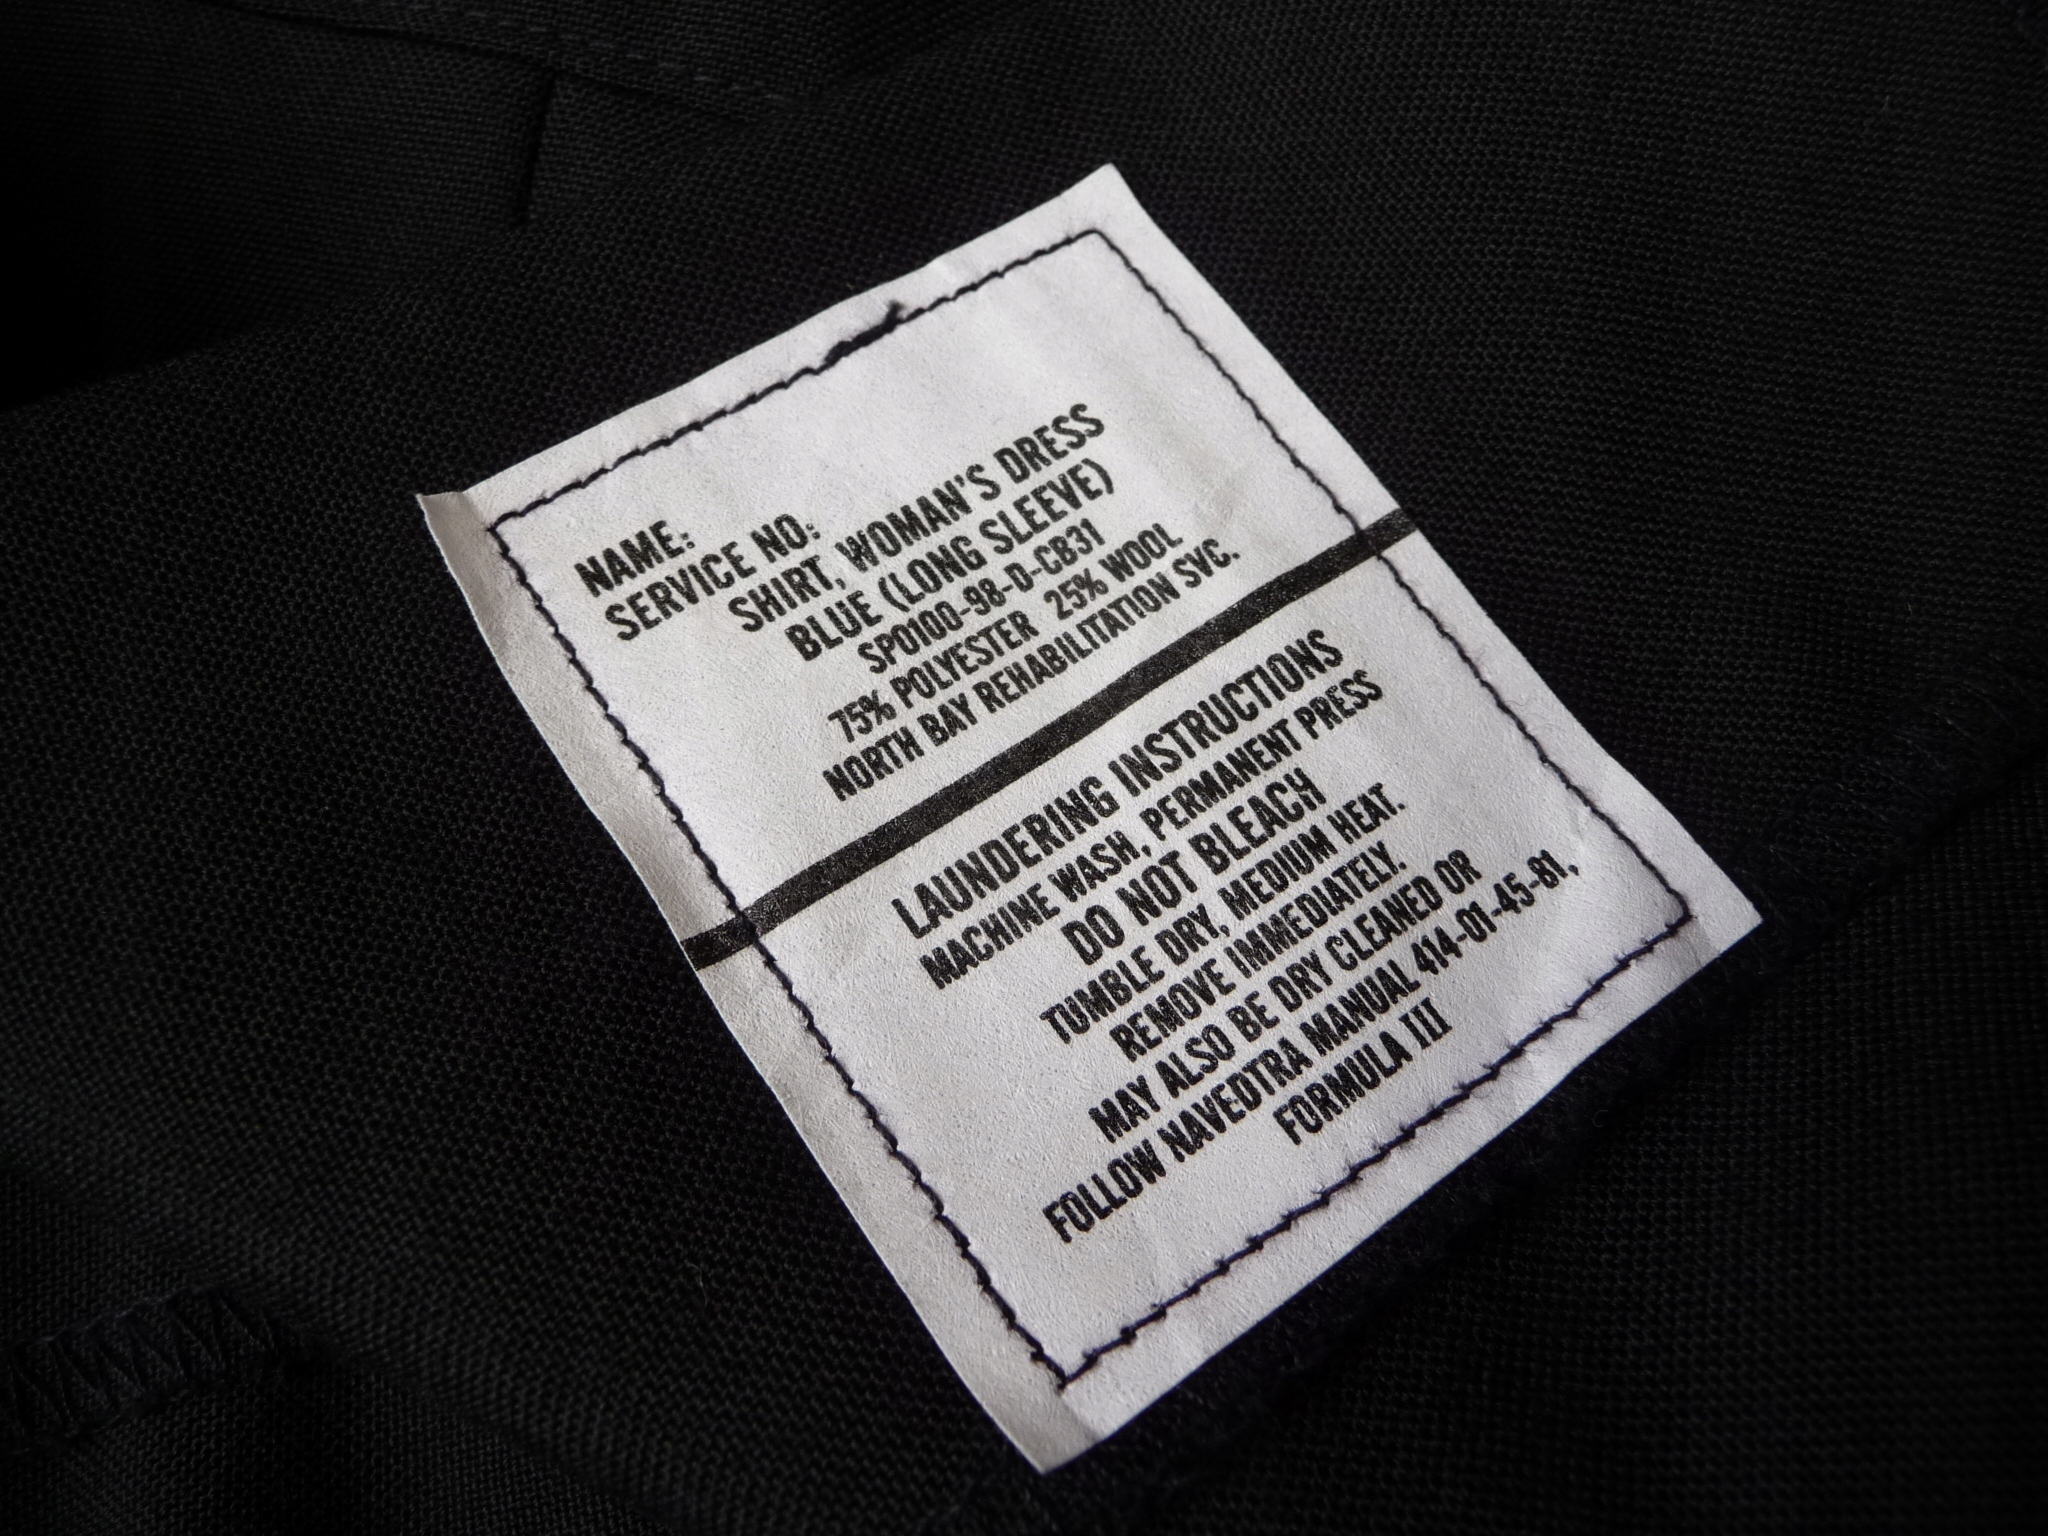 NAME:
SERVICE NO:
SHIRT, WOMAN'S DRESS
BLUE (LONG SLEEVE)
SPO100-98-D-CB31
75% POLYESTER 25% WOOL
NORTH BAY REHABILITATION SVC.
LAUNDERING INSTRUCTIONS
MACHINE WASH, PERMANENT PRESS
DO NOT BLEACH
TUMBLE DRY, MEDIUM HEAT.
REMOVE IMMEDIATELY.
MAY ALSO BE DRY CLEANED OR
FOLLOW NAVEDTRA MANUAL 414-01-45-81,
FORMULA III